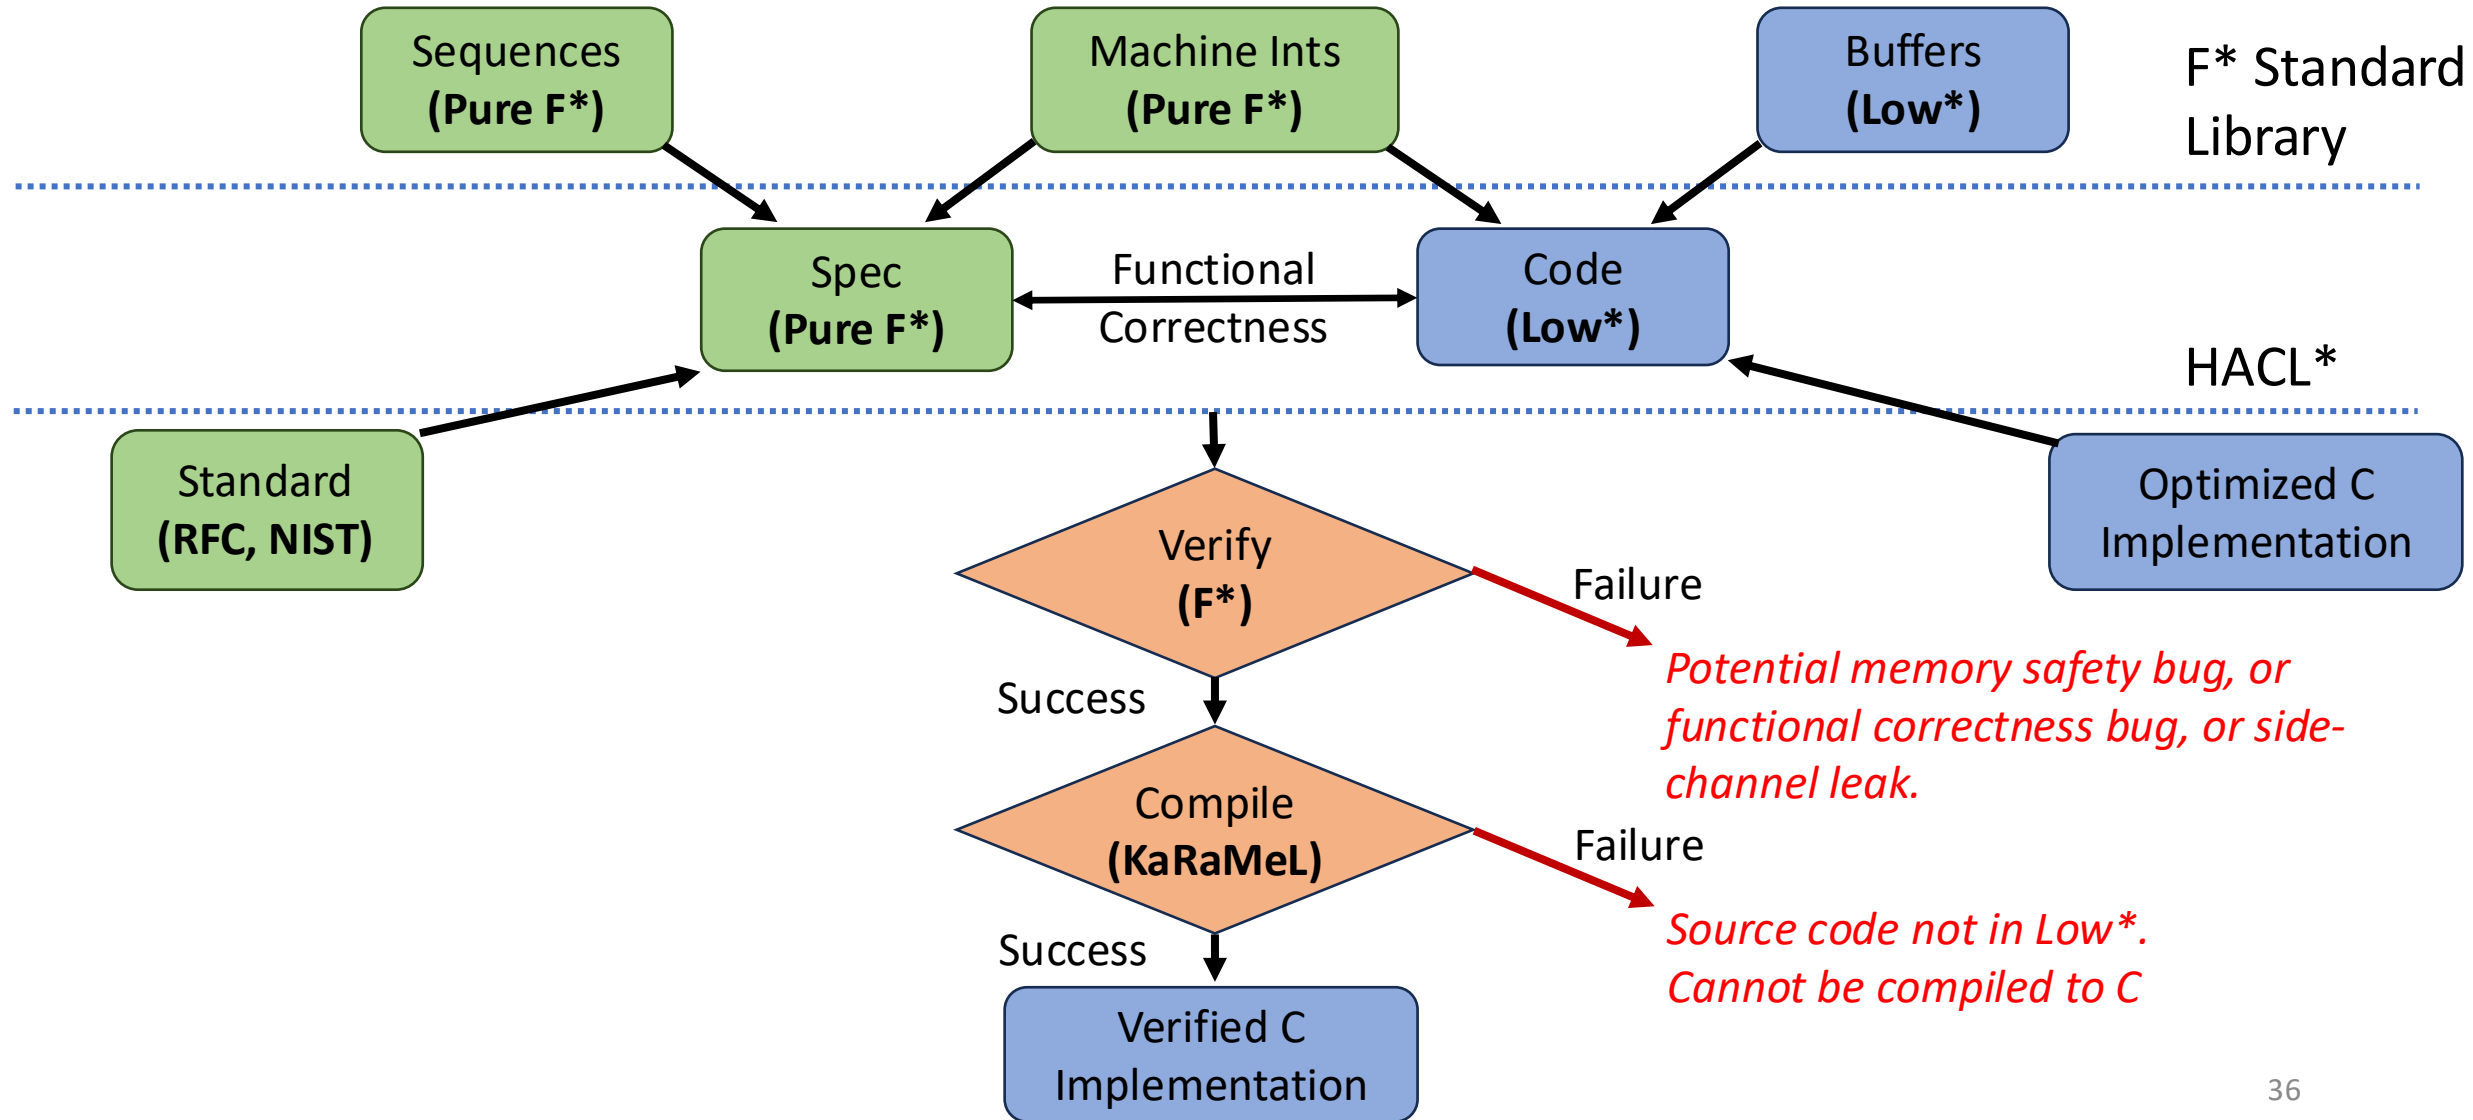 Sequences
(Pure F*)
Machine Ints
(Pure F*)
Buffers
(Low*)
F* Standard
Library
Spec
(Pure F*)
Functional
Correctness
Code
(Low*)
HACL*
Standard
(RFC, NIST)
Optimized C
Implementation
Verify
(F*)
Failure
Potential memory safety bug, or
functional correctness bug, or side-
channel leak.
Success
Compile
(KaRaMeL)
Failure
Source code not in Low*.
Cannot be compiled to C
Success
Verified C
Implementation
36